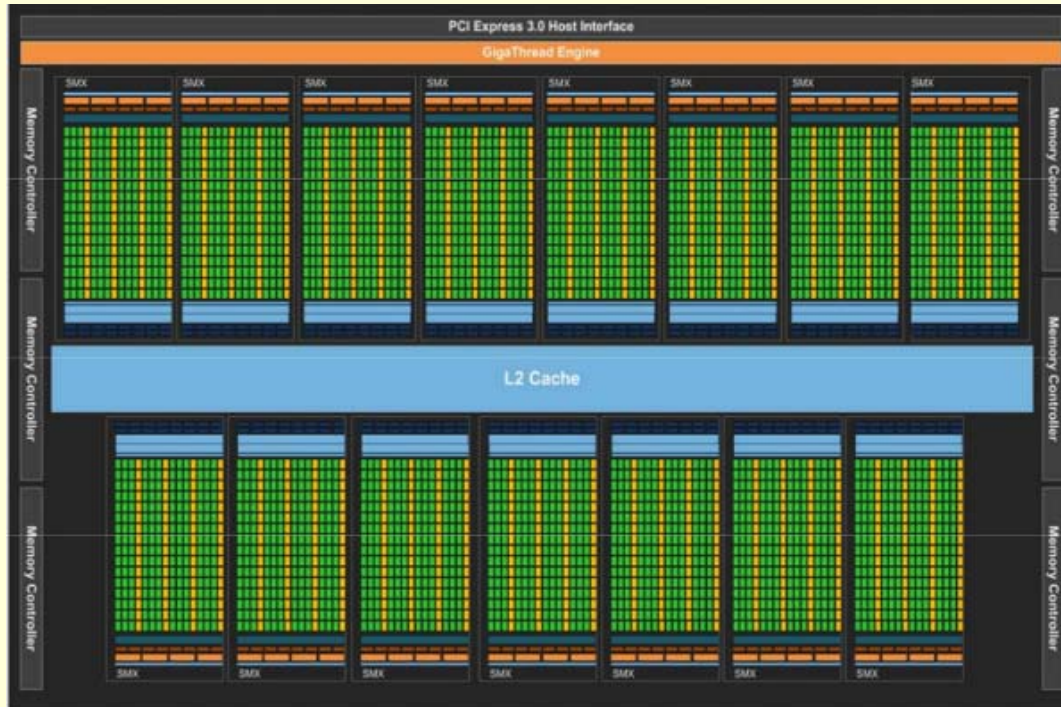 PCI Express 3.0 Host Interface
GigaThread Engine
SMX SMX SMX SMX SMX SMX SMX SMX
Memory Controller
Memory Controller
Memory Controller
Memory Controller
L2 Cache
Memory Controller
Memory Controller
SMX SMX SMX SMX SMX SMX SMX